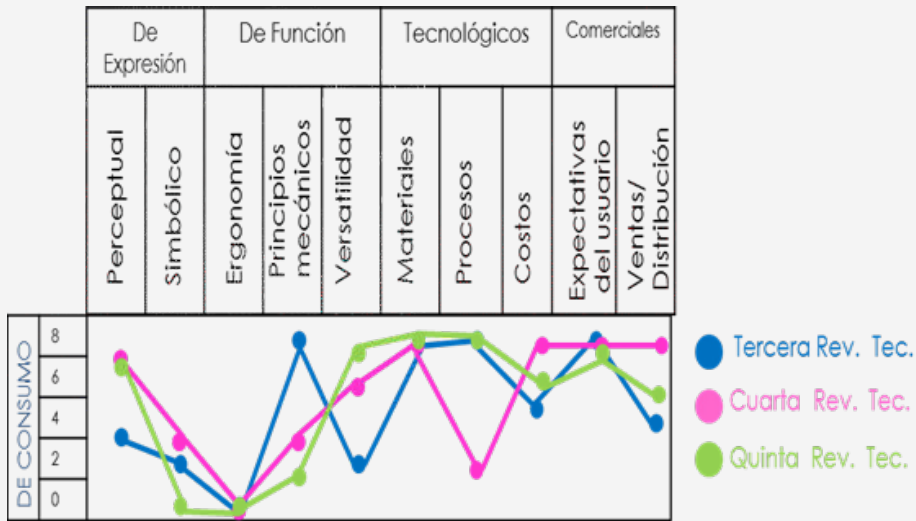 De
Expresión
De Función
Tecnológicos
Comerciales
Perceptual
Simbólico
Ergonomía
Principios
mecánicos
Versatilidad
Materiales
Procesos
Costos
Expectativas
del usuario
Ventas/
Distribución
DE CONSUMO
8
6
4
2
0
Tercera Rev. Tec.
Cuarta Rev. Tec.
Quinta Rev. Tec.